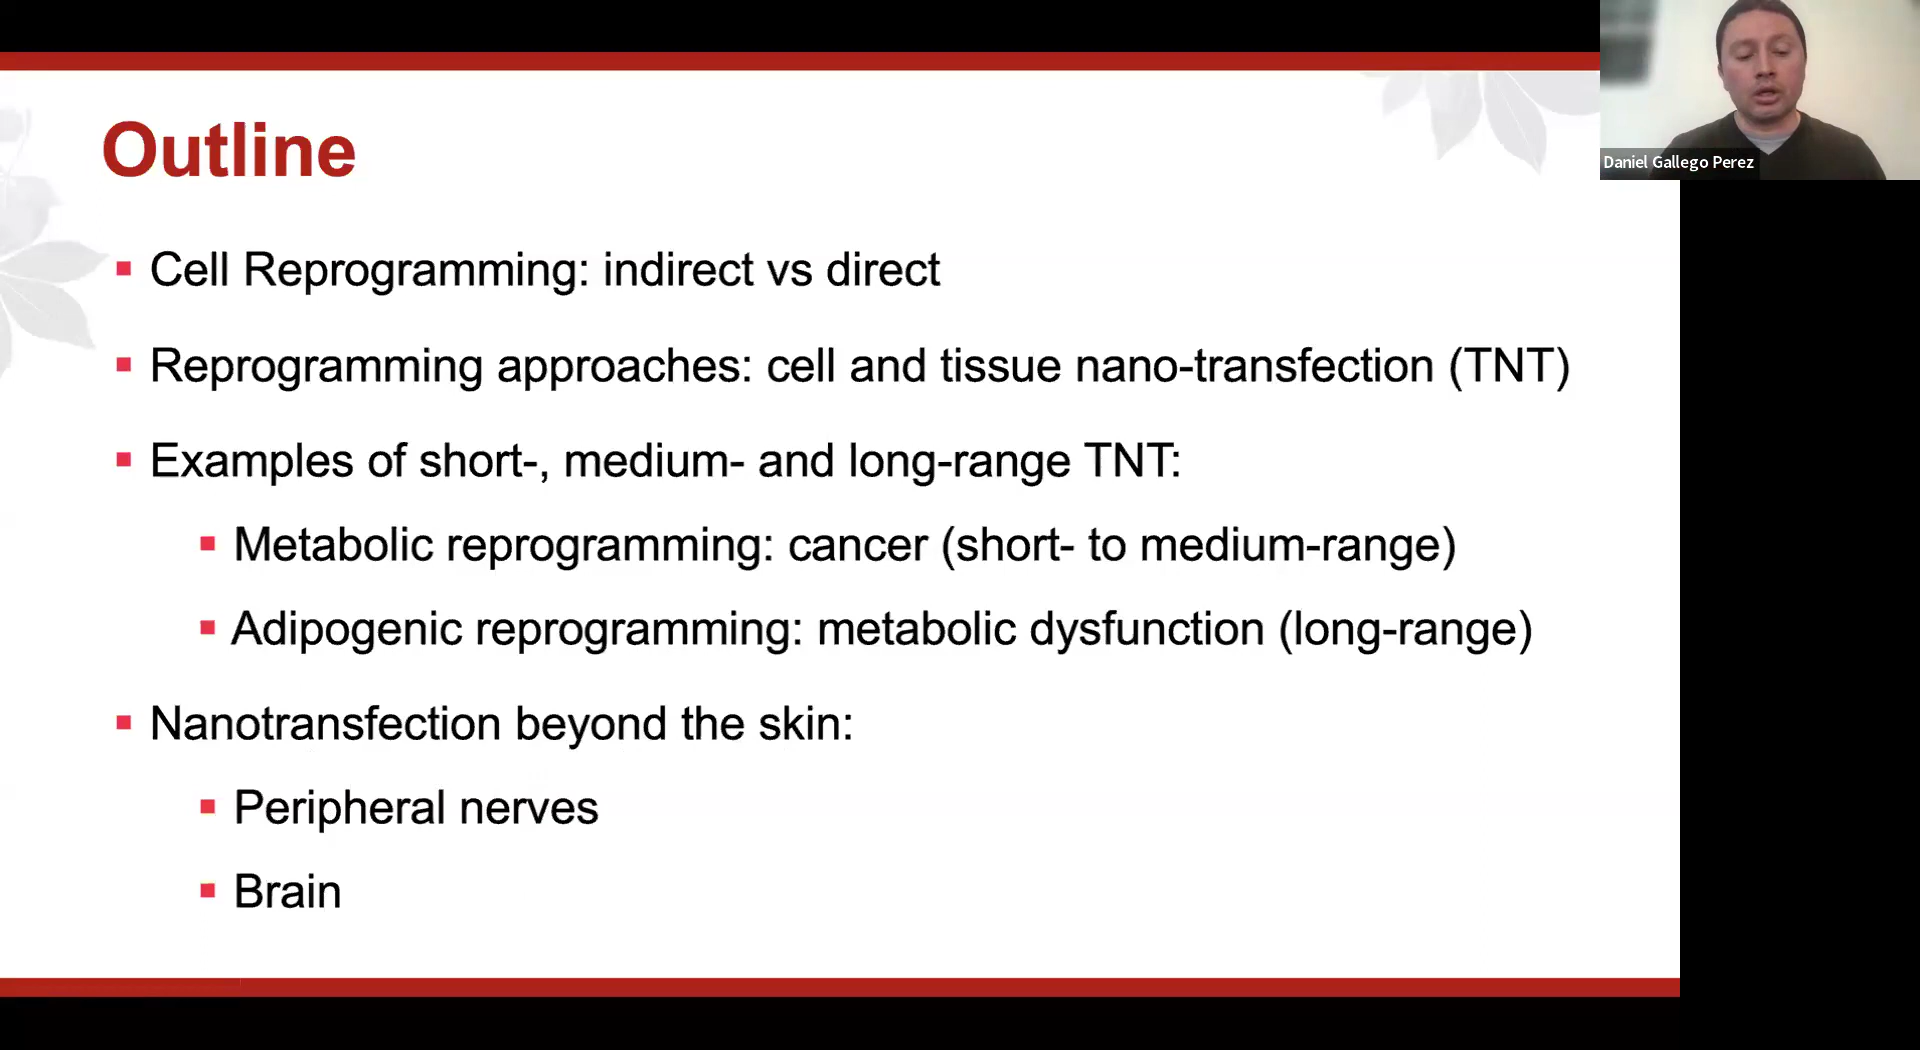 Outline
Cell Reprogramming: indirect vs direct
Reprogramming approaches: cell and tissue nano-transfection (TNT)
Examples of short-, medium- and long-range TNT:
Metabolic reprogramming: cancer (short- to medium-range)
Adipogenic reprogramming: metabolic dysfunction (long-range)
Nanotransfection beyond the skin:
Peripheral nerves
Brain
Daniel Gallego Perez